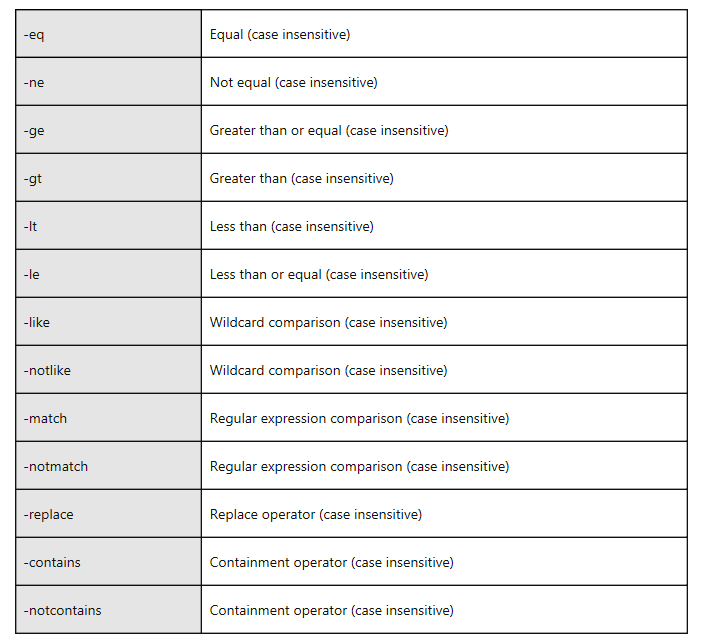 -eq Equal (case insensitive)
-ne Not equal (case insensitive)
-ge Greater than or equal (case insensitive)
-gt Greater than (case insensitive)
-lt Less than (case insensitive)
-le Less than or equal (case insensitive)
-like Wildcard comparison (case insensitive)
-notlike Wildcard comparison (case insensitive)
-match Regular expression comparison (case insensitive)
-notmatch Regular expression comparison (case insensitive)
-replace Replace operator (case insensitive)
-contains Containment operator (case insensitive)
-notcontains Containment operator (case insensitive)